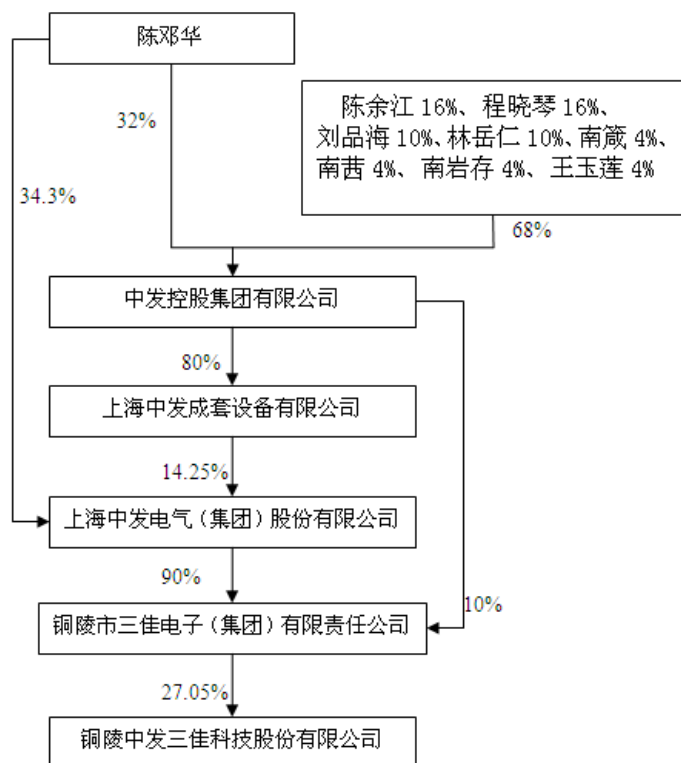 陈邓华
陈余江 16%、程晓琴 16%、
刘品海 10%、林岳仁 10%、南箴 4%、
南茜 4%、南岩存 4%、王玉莲 4%
32%
34.3%
68%
中发控股集团有限公司
80%
上海中发成套设备有限公司
14.25%
上海中发电气（集团）股份有限公司
90%
10%
铜陵市三佳电子（集团）有限责任公司
27.05%
铜陵中发三佳科技股份有限公司